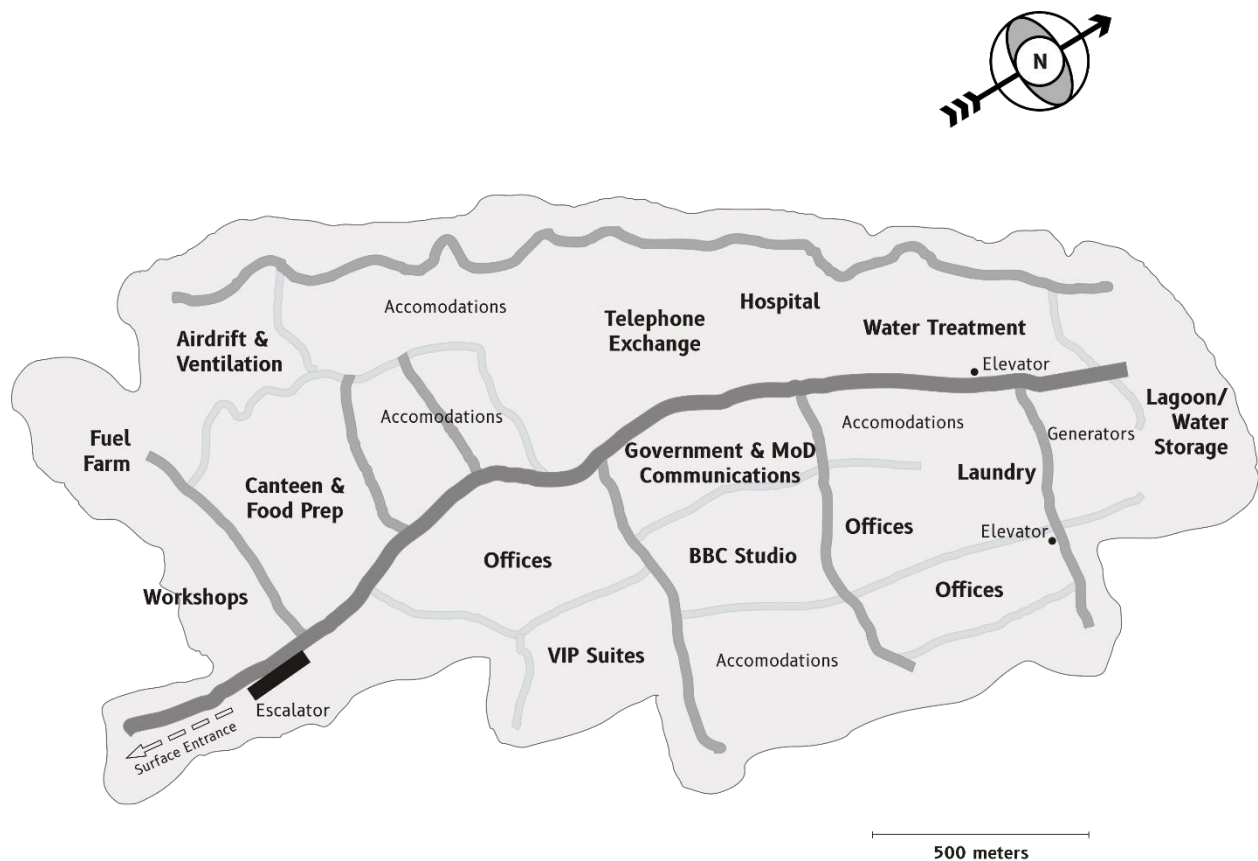 N
Accomodations
Hospital
Telephone
Exchange
Water Treatment
Airdrift &
Ventilation
Elevator
Accomodations
Accomodations
Lagoon/
Water
Storage
Fuel
Farm
Government & MoD
Communications
Generators
Laundry
Canteen &
Food Prep
Offices
Elevator
Offices
BBC Studio
Offices
Workshops
VIP Suites
Accomodations
Escalator
Surface Entrance
500 meters